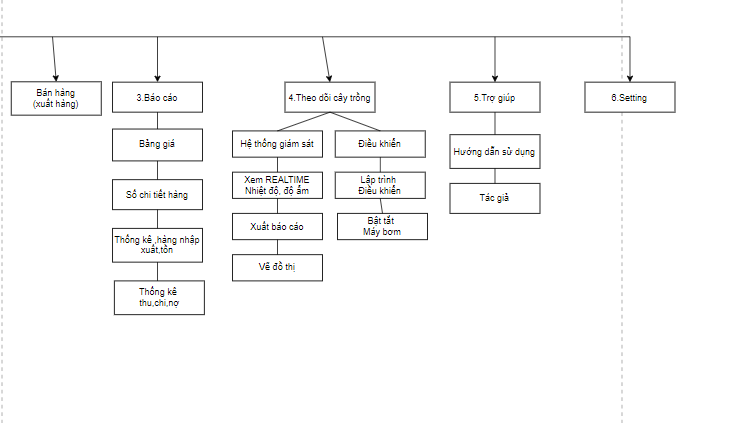 Bán hàng
(xuất hàng)
3.Báo cáo
4.Theo dõi cây trồng
5.Trợ giúp
6.Setting
Bảng giá
Hệ thống giám sát
Điều khiển
Hướng dẫn sử dụng
Sổ chi tiết hàng
Xem REALTIME
Nhiệt độ, độ ẩm
Lập trình
Điều khiển
Tác giả
Thống kê ,hàng nhập
xuất,tồn
Xuất báo cáo
Bật tắt
Máy bơm
Vẽ đồ thị
Thống kê
thu,chi,nợ